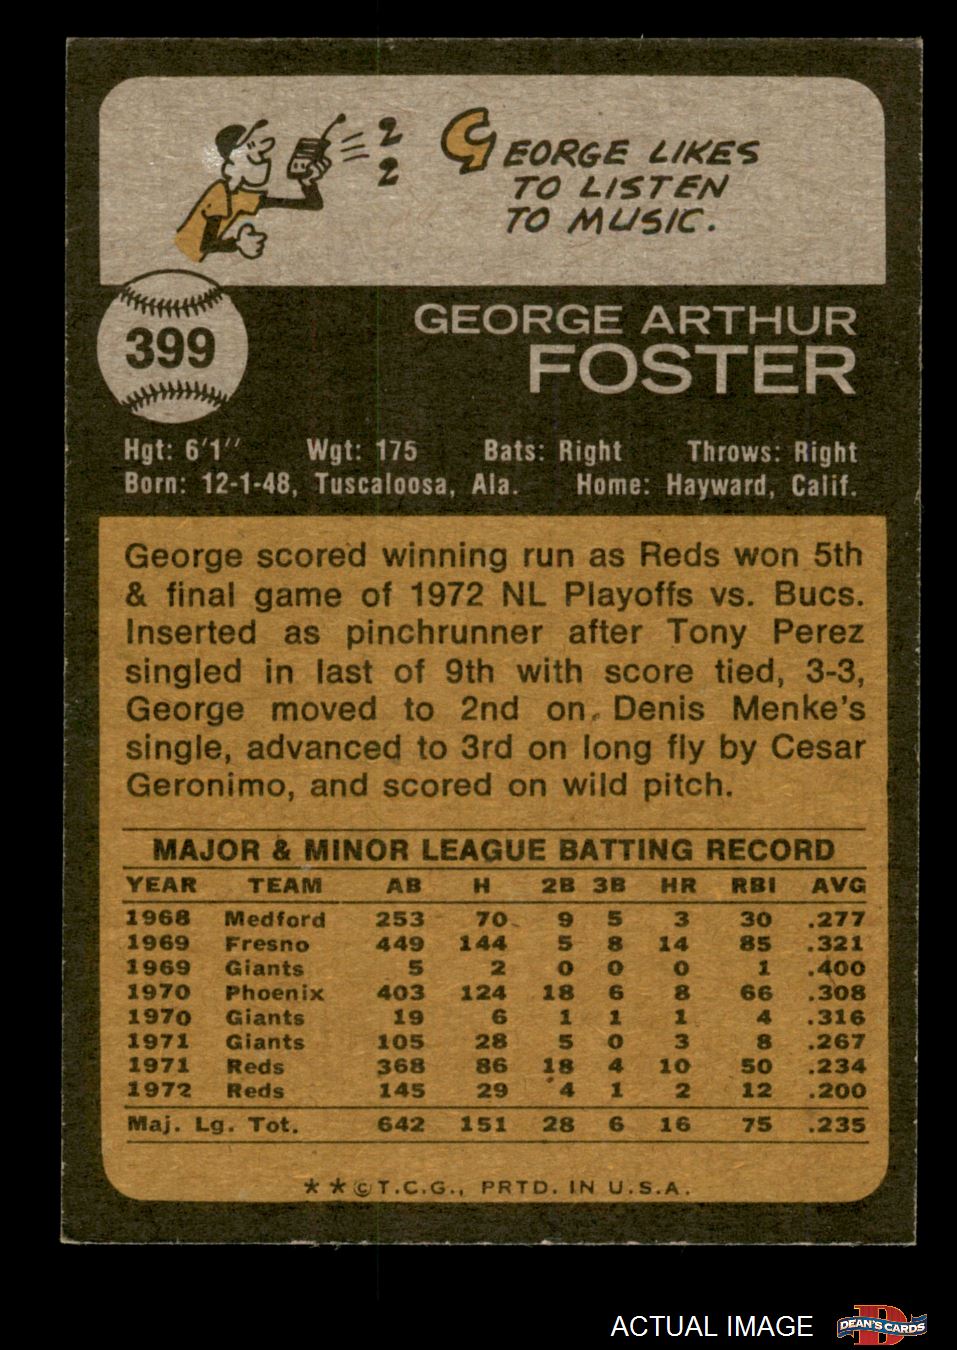 2
2
GEORGE LIKES
TO LISTEN
TO MUSIC.
399
GEORGE ARTHUR
FOSTER
Hgt: 6'1'' Wgt: 175 Bats: Right Throws: Right
Born: 12-1-48, Tuscaloosa, Ala. Home: Hayward, Calif.
George scored winning run as Reds won 5th
& final game of 1972 NL Playoffs vs. Bucs.
Inserted as pinchrunner after Tony Perez
singled in last of 9th with score tied, 3-3,
George moved to 2nd on Denis Menke's
single, advanced to 3rd on long fly by Cesar
Geronimo, and scored on wild pitch.
MAJOR & MINOR LEAGUE BATTING RECORD
YEAR TEAM AB H 2B 3B HR RBI AVG
1968 Medford 253 70 9 5 3 30 .277
1969 Fresno 449 144 5 8 14 85 .321
1969 Giants 5 2 0 0 0 1 .400
1970 Phoenix 403 124 18 6 8 66 .308
1970 Giants 19 6 1 1 1 4 .316
1971 Giants 105 28 5 0 3 8 .267
1971 Reds 368 86 18 4 10 50 .234
1972 Reds 145 29 4 1 2 12 .200
Maj. Lg. Tot. 642 151 28 6 16 75 .235
**©T.C.G., PRTD. IN U.S.A.
ACTUAL IMAGE
D
DEAN'S CARDS